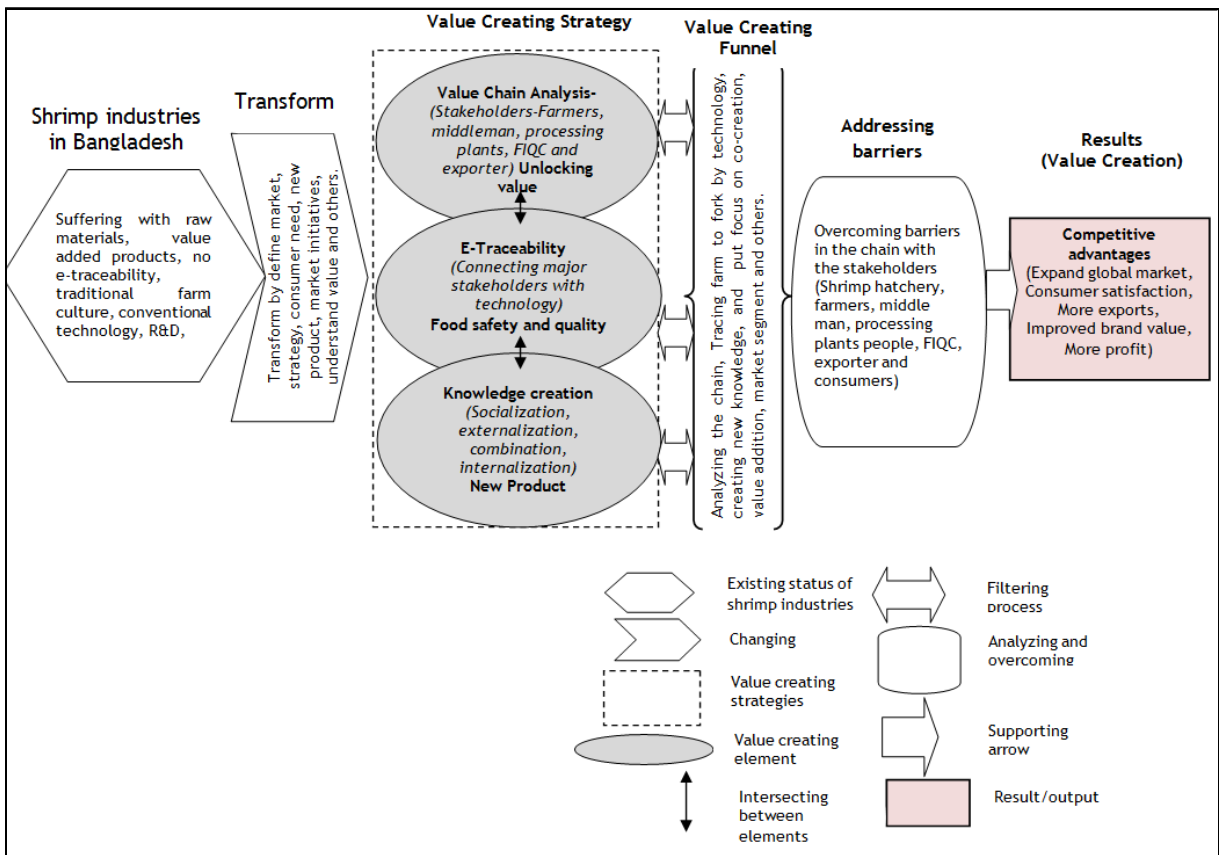 Shrimp industries
in Bangladesh
Suffering with raw
materials, value
added products, no
e-traceability,
traditional farm
culture, conventional
technology, R&D,
Transform
Transform by define market,
strategy, consumer need, new
product, market initiatives,
understand value and others.
Value Creating Strategy
Value Chain Analysis-
(Stakeholders-Farmers,
middleman, processing
plants, FIQC and
exporter) Unlocking
value
E-Traceability
(Connecting major
stakeholders with
technology)
Food safety and quality
Knowledge creation
(Socialization,
externalization,
combination,
internalization)
New Product
Value Creating
Funnel
Analyzing the chain, Tracing farm to fork by technology,
creating new knowledge, and put focus on co-creation,
value addition, market segment and others.
Addressing
barriers
Overcoming barriers
in the chain with
the stakeholders
(Shrimp hatchery,
farmers, middle
man, processing
plants people, FIQC,
exporter and
consumers)
Results
(Value Creation)
Competitive
advantages
(Expand global market,
Consumer satisfaction,
More exports,
Improved brand value,
More profit)
Existing status of
shrimp industries
Changing
Value creating
strategies
Value creating
element
Intersecting
between
elements
Filtering
process
Analyzing and
overcoming
Supporting
arrow
Result/output